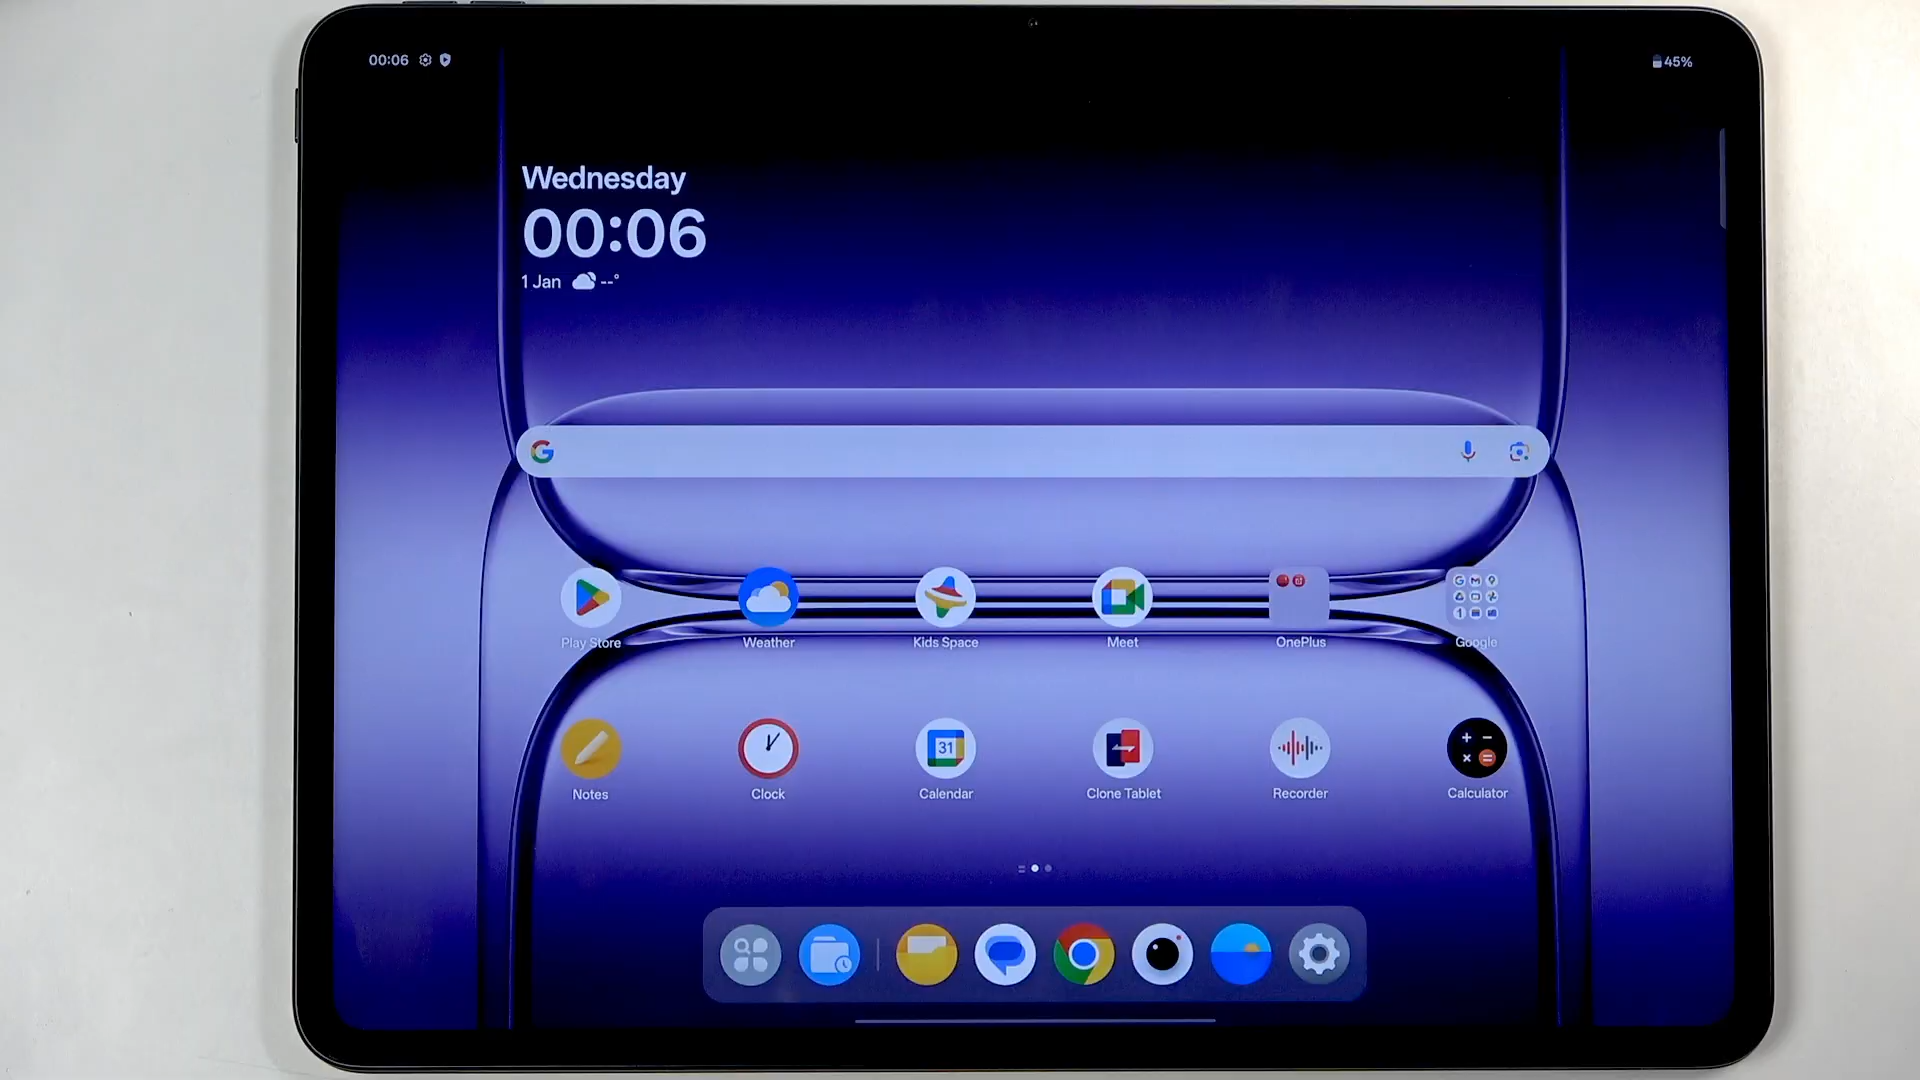 00:06
45%
Wednesday
00:06
1 Jan --°
G
Play Store
Weather
Kids Space
Meet
OnePlus
Google
31
Notes
Clock
Calendar
Clone Tablet
Recorder
Calculator